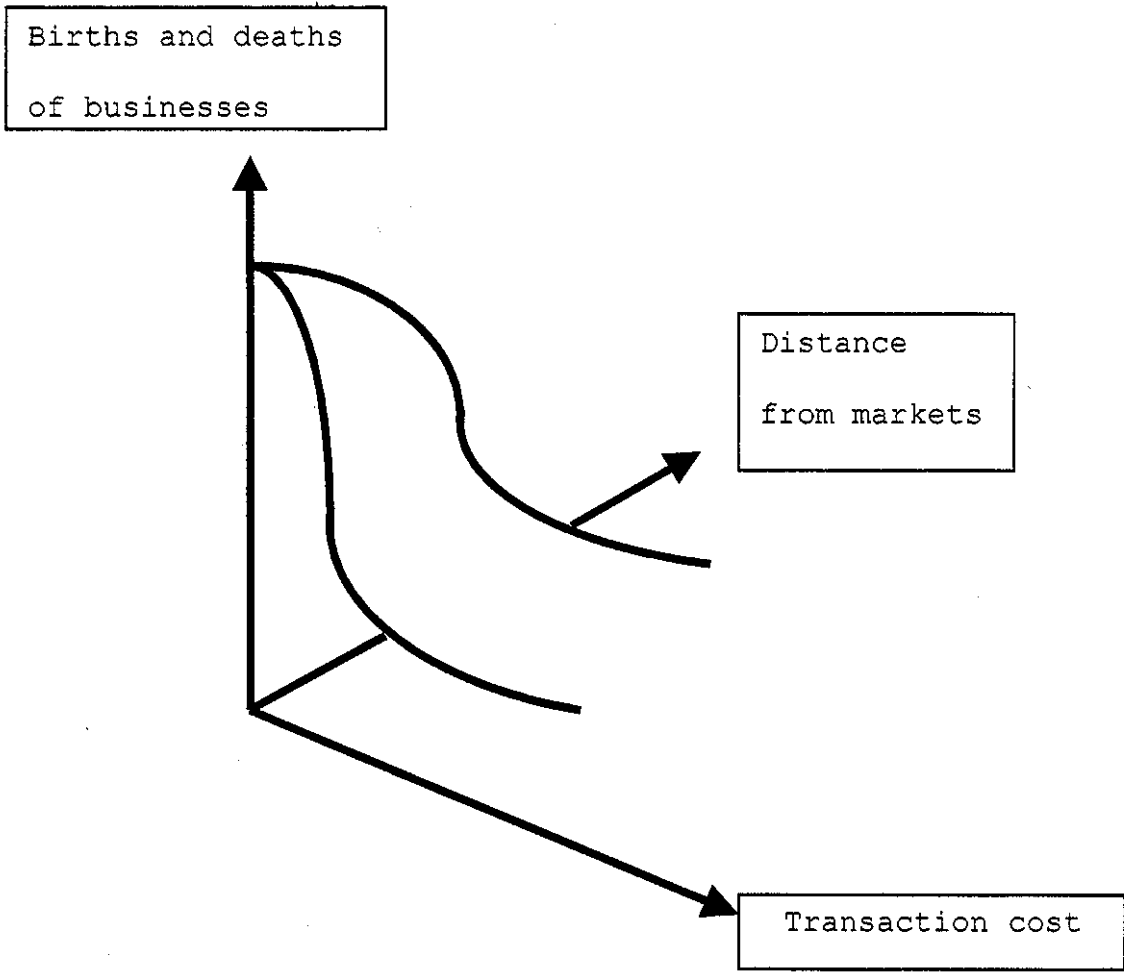 Births and deaths
of businesses
Distance
from markets
Transaction cost